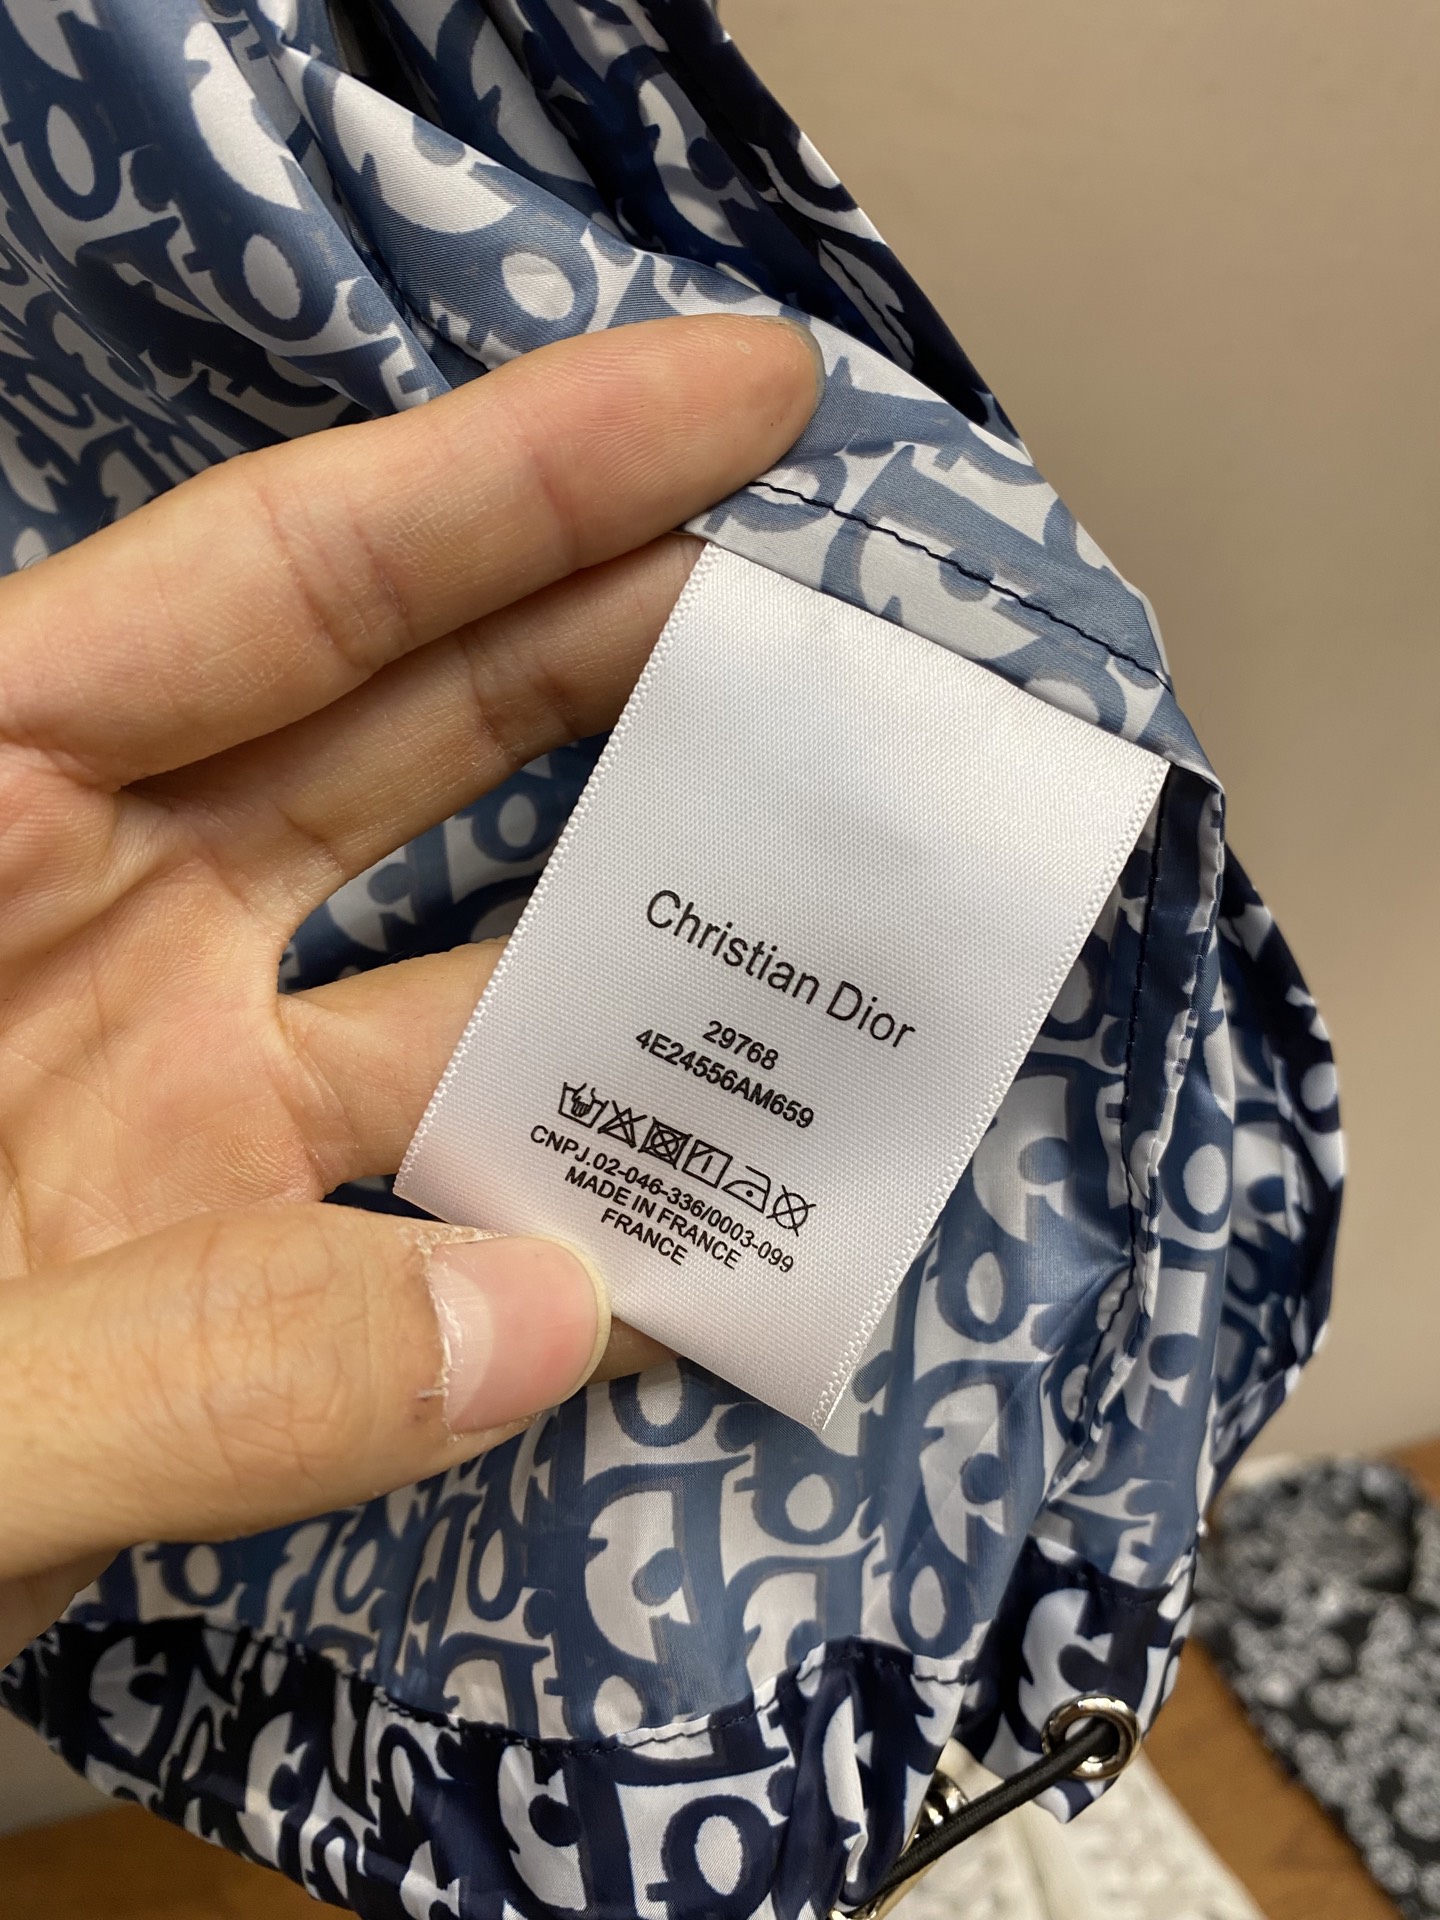 Christian Dior
29768
4E24556AM659
CNPJ.02-046-336/0003-099
MADE IN FRANCE
FRANCE